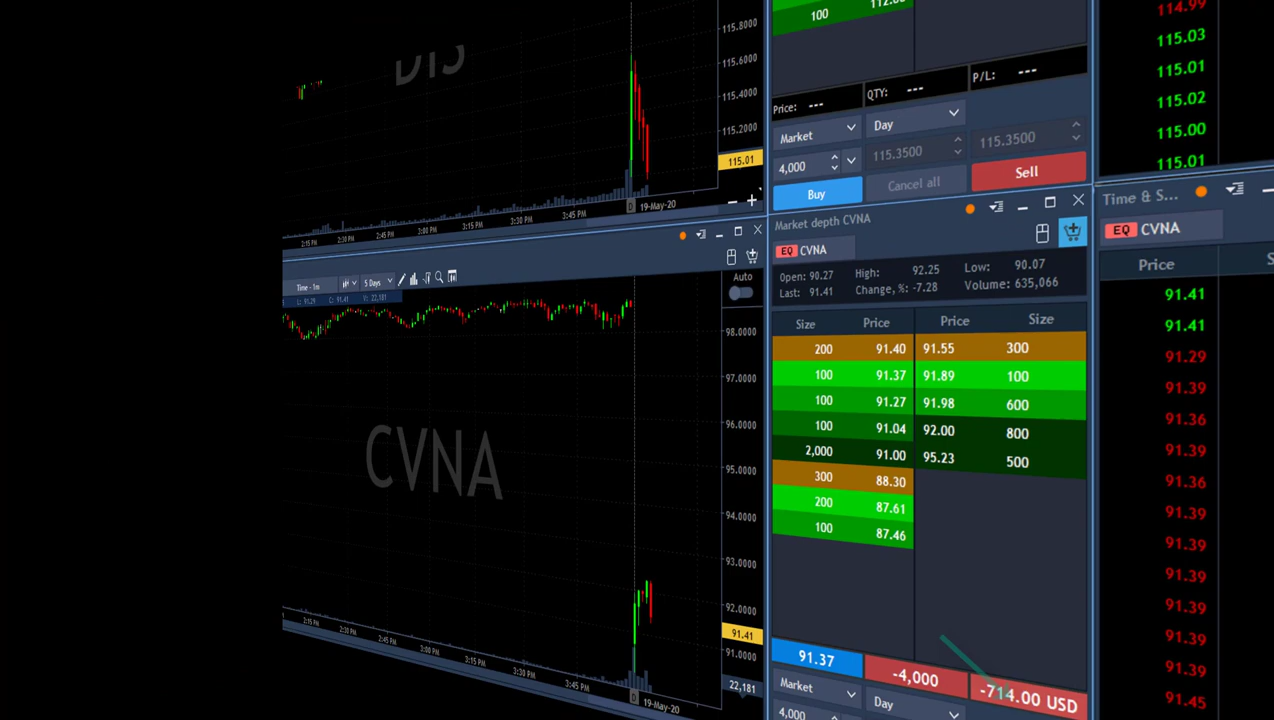 DIS
115.8000
115.6000
115.4000
115.2000
115.01
2:15 PM 2:30 PM 2:45 PM 3:00 PM 3:15 PM 3:30 PM 3:45 PM D 19-May-20
100 112.00
Price: --- QTY: --- P/L: ---
Market Day
4,000 115.3500 115.3500
Buy Cancel all Sell
114.99
115.03
115.01
115.02
115.00
115.01
Time - 1m 5 Days
C: 91.41 V: 22,181
Auto
98.0000
97.0000
96.0000
95.0000
94.0000
93.0000
92.0000
91.41
91.0000
22,181
CVNA
2:15 PM 2:30 PM 2:45 PM 3:00 PM 3:15 PM 3:30 PM 3:45 PM D 19-May-20
Market depth CVNA
EQ CVNA
Open: 90.27 High: 92.25 Low: 90.07
Last: 91.41 Change, %: -7.28 Volume: 635,066
Size Price Price Size
200 91.40 91.55 300
100 91.37 91.89 100
100 91.27 91.98 600
100 91.04 92.00 800
2,000 91.00 95.23 500
300 88.30
200 87.61
100 87.46
91.37 -4,000 -714.00 USD
Market Day
4,000
Time & S...
EQ CVNA
Price S
91.41
91.41
91.29
91.39
91.36
91.39
91.36
91.39
91.39
91.39
91.39
91.39
91.39
91.45